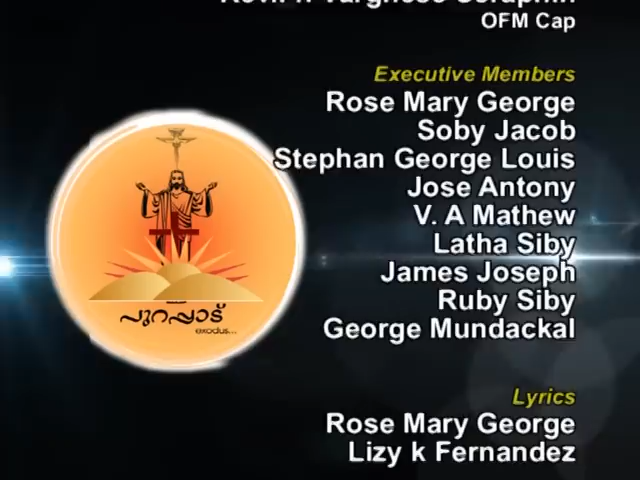 OFM Cap
Executive Members
Rose Mary George
Soby Jacob
Stephan George Louis
Jose Antony
V. A Mathew
Latha Siby
James Joseph
Ruby Siby
George Mundackal
Lyrics
Rose Mary George
Lizy k Fernandez
പുറപ്പാട്
exodus...